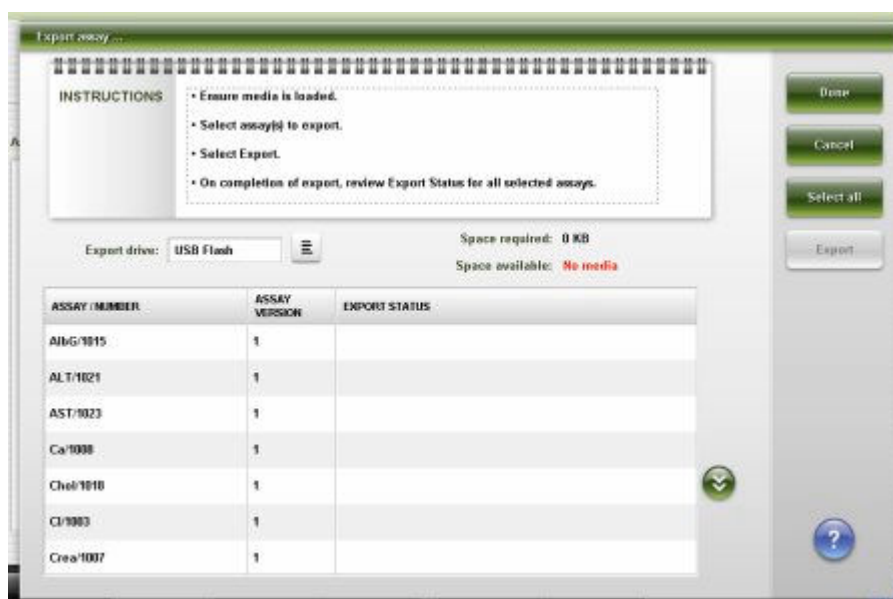 Export assay ...
INSTRUCTIONS
• Ensure media is loaded.
• Select assay(s) to export.
• Select Export.
• On completion of export, review Export Status for all selected assays.
Done
Cancel
Select all
Export
Export drive: USB Flash
Space required: 0 KB
Space available: No media
ASSAY / NUMBER ASSAY VERSION EXPORT STATUS
AlbG/1015 1
ALT/1021 1
AST/1023 1
Ca/1008 1
Chol/1010 1
Cl/1003 1
Crea/1007 1
?